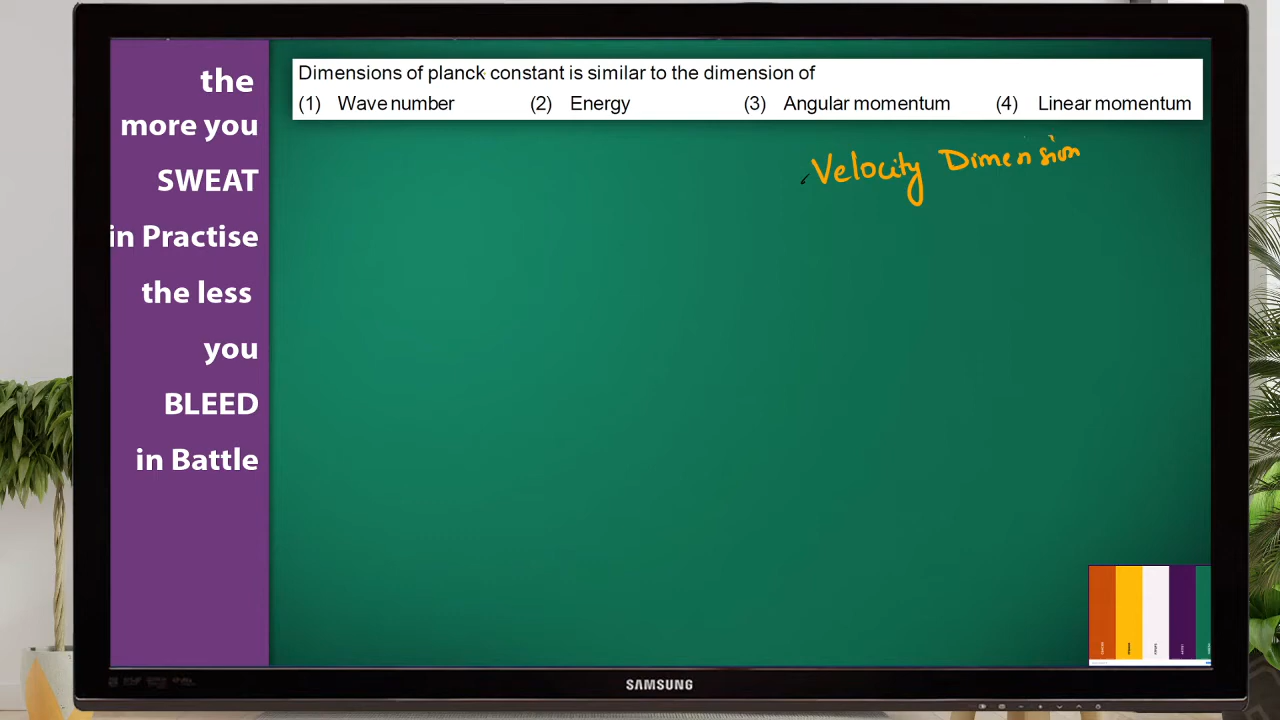 the
more you
SWEAT
in Practise
the less
you
BLEED
in Battle
Dimensions of planck constant is similar to the dimension of
(1) Wave number (2) Energy (3) Angular momentum (4) Linear momentum
Velocity Dimension
SAMSUNG